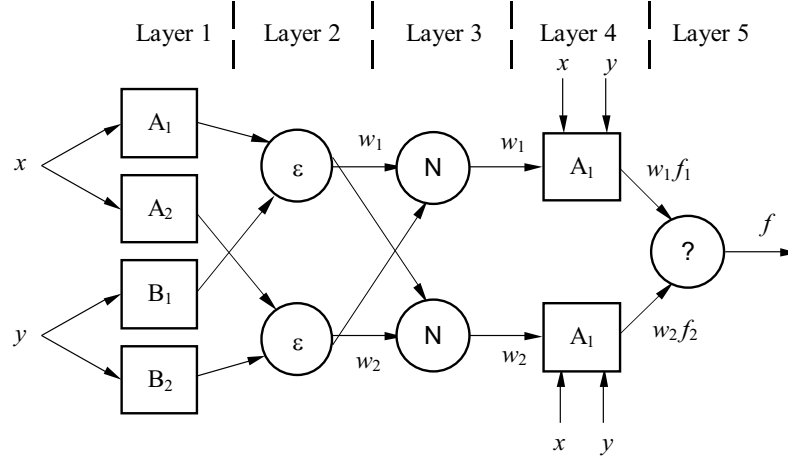 Layer 1 Layer 2 Layer 3 Layer 4 Layer 5
x y
A1 w1 w1
ε N A1 w1f1
x
A2
f
?
B1
y
ε N A1 w2f2
B2 w2 w2
x y